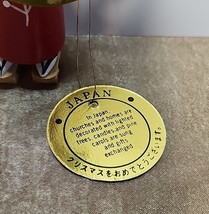 JAPAN
In Japan,
churches and homes are
decorated with lighted
trees, candles and pine
carols are sung
and gifts
exchanged
クリスマスをおめでとうございます。